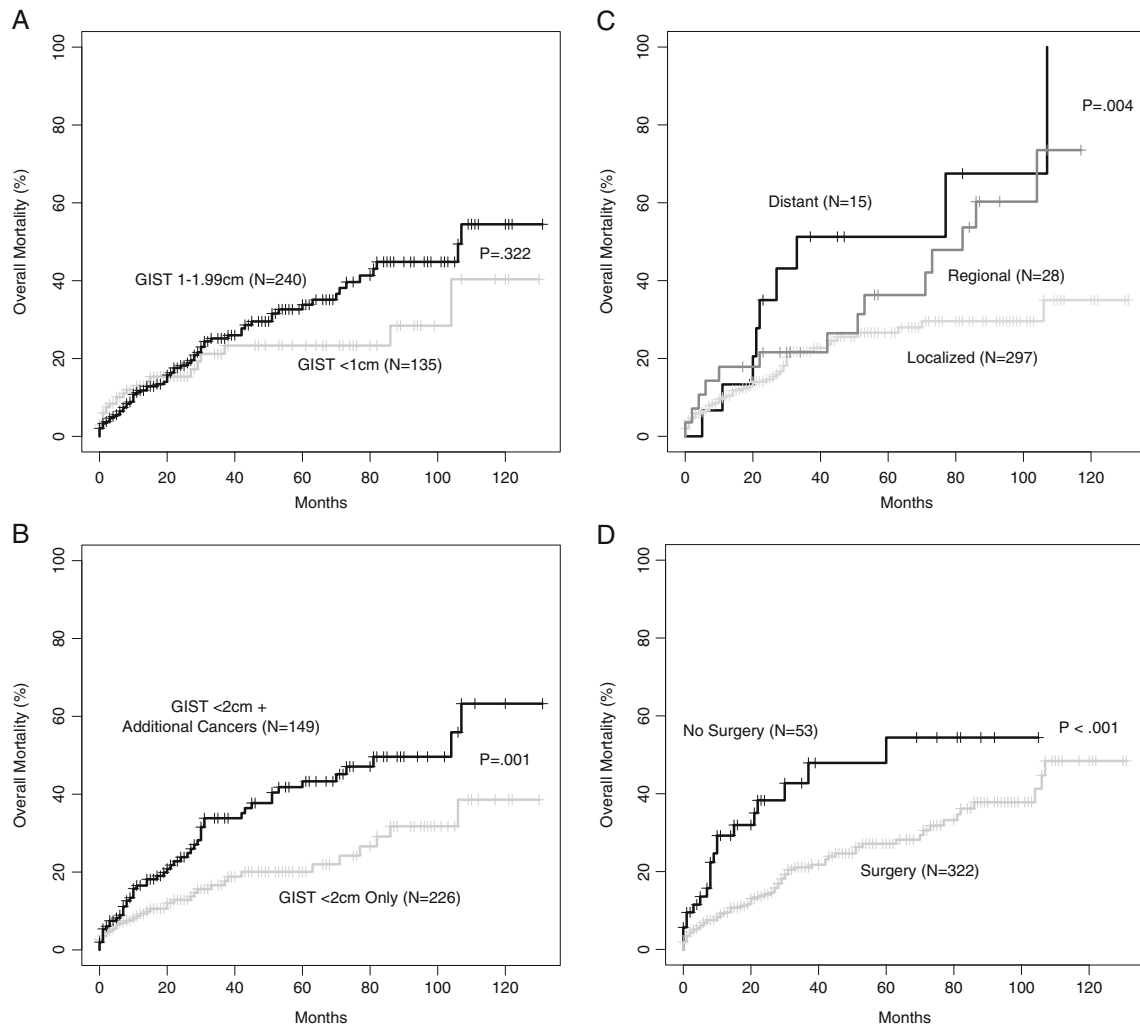 A
100
80
60
40
20
0
Overall Mortality (%)
GIST 1-1.99cm (N=240)
P=.322
GIST <1cm (N=135)
0 20 40 60 80 100 120
Months
C
100
80
60
40
20
0
Overall Mortality (%)
P=.004
Distant (N=15)
Regional (N=28)
Localized (N=297)
0 20 40 60 80 100 120
Months
B
100
80
60
40
20
0
Overall Mortality (%)
GIST <2cm +
Additional Cancers (N=149)
P=.001
GIST <2cm Only (N=226)
0 20 40 60 80 100 120
Months
D
100
80
60
40
20
0
Overall Mortality (%)
No Surgery (N=53)
P < .001
Surgery (N=322)
0 20 40 60 80 100 120
Months